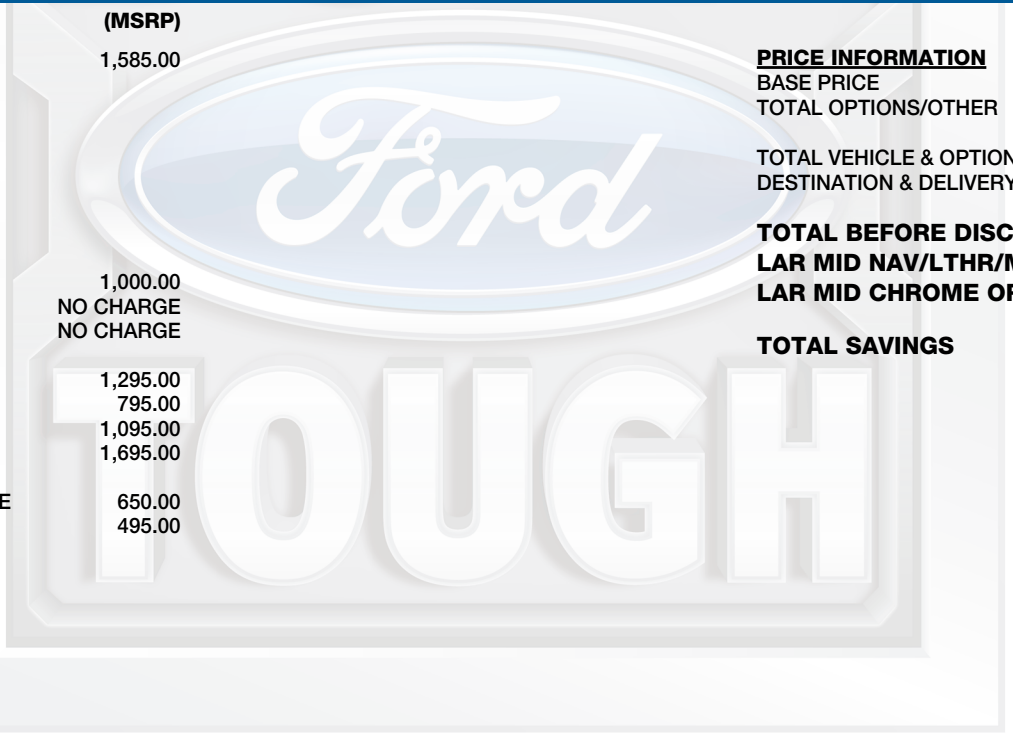 (MSRP)
1,585.00
1,000.00
NO CHARGE
NO CHARGE
1,295.00
795.00
1,095.00
1,695.00
E 650.00
495.00
PRICE INFORMATION
BASE PRICE
TOTAL OPTIONS/OTHER
TOTAL VEHICLE & OPTION
DESTINATION & DELIVERY
TOTAL BEFORE DISC
LAR MID NAV/LTHR/M
LAR MID CHROME OP
TOTAL SAVINGS
Ford
TOUGH